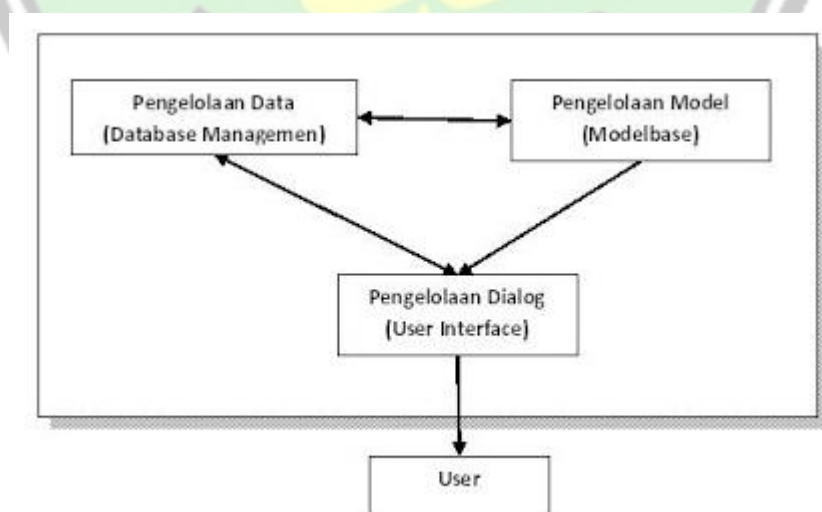 Pengelolaan Data
(Database Managemen)
Pengelolaan Model
(Modelbase)
Pengelolaan Dialog
(User Interface)
User